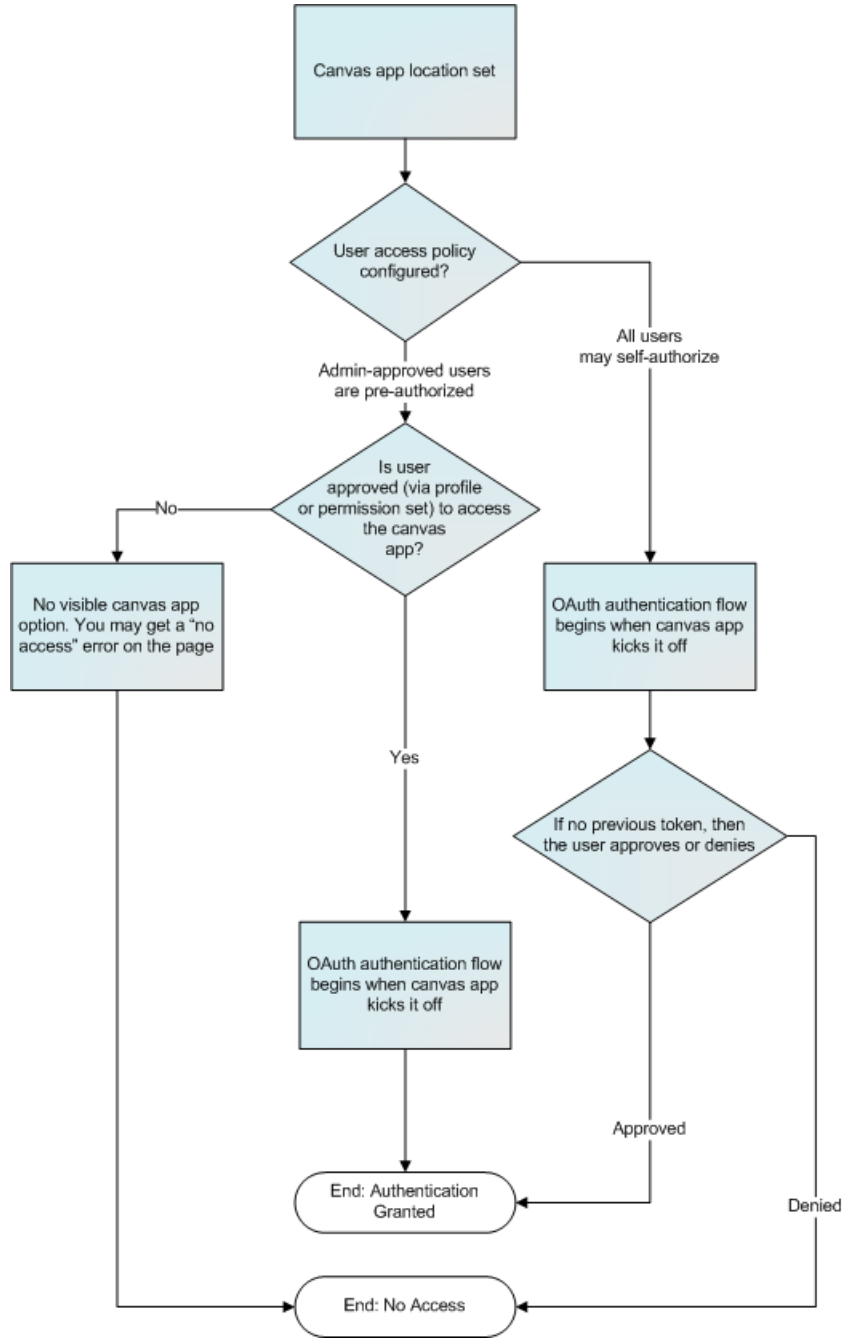 Canvas app location set
User access policy
configured?
All users
may self-authorize
Admin-approved users
are pre-authorized
Is user
approved (via profile
or permission set) to access
the canvas
app?
No
No visible canvas app
option. You may get a “no
access” error on the page
OAuth authentication flow
begins when canvas app
kicks it off
Yes
If no previous token, then
the user approves or denies
OAuth authentication flow
begins when canvas app
kicks it off
Approved
End: Authentication
Granted
Denied
End: No Access